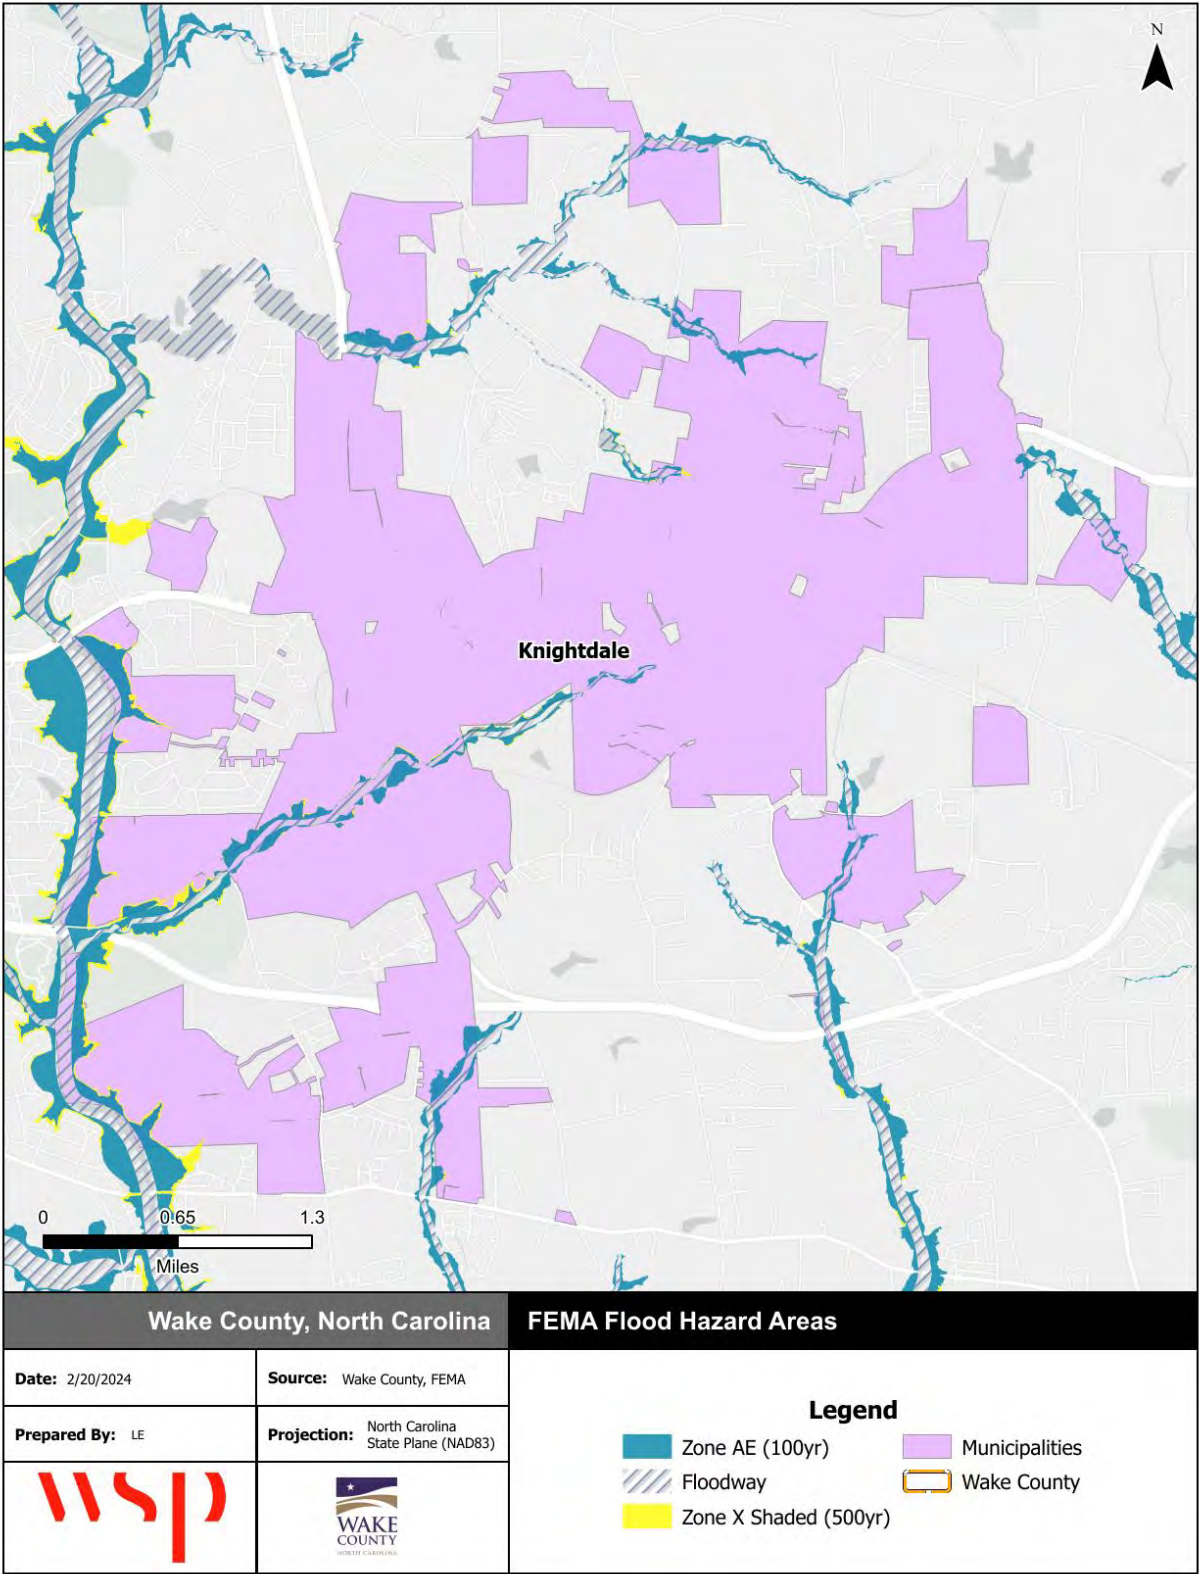 N
Knightdale
0 0.65 1.3
Miles
Wake County, North Carolina
FEMA Flood Hazard Areas
Date: 2/20/2024
Source: Wake County, FEMA
Prepared By: LE
Projection: North Carolina
State Plane (NAD83)
Legend
Zone AE (100yr)
Municipalities
Floodway
Wake County
Zone X Shaded (500yr)
wsp
WAKE
COUNTY
NORTH CAROLINA